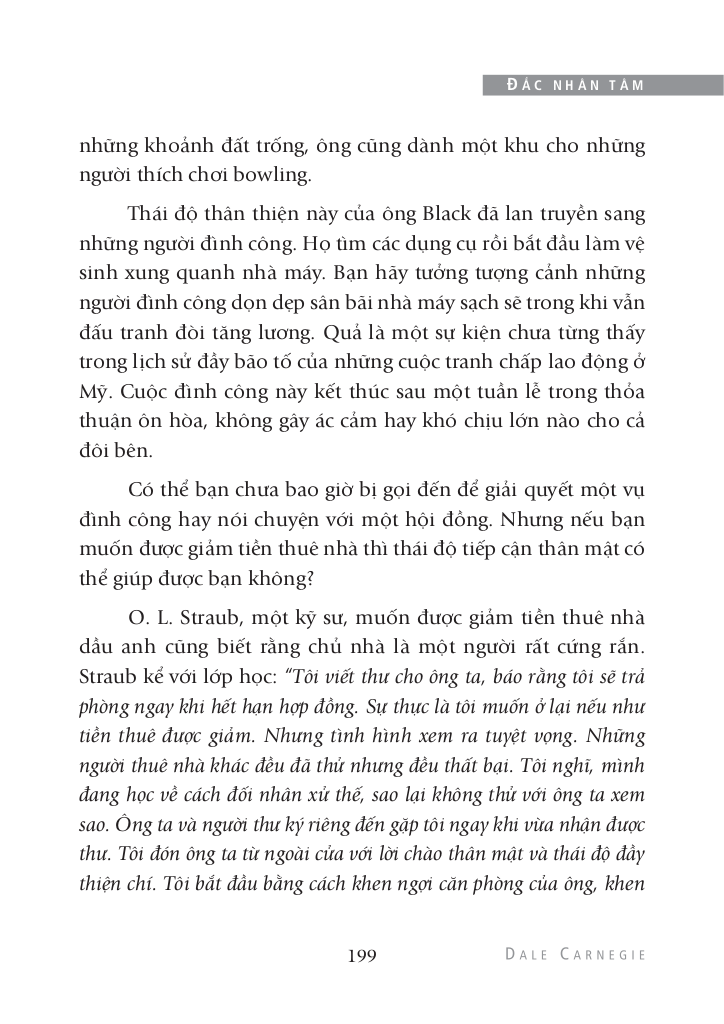 ĐẮC NHÂN TÂM
những khoảnh đất trống, ông cũng dành một khu cho những
người thích chơi bowling.
Thái độ thân thiện này của ông Black đã lan truyền sang
những người đình công. Họ tìm các dụng cụ rồi bắt đầu làm vệ
sinh xung quanh nhà máy. Bạn hãy tưởng tượng cảnh những
người đình công dọn dẹp sân bãi nhà máy sạch sẽ trong khi vẫn
đấu tranh đòi tăng lương. Quả là một sự kiện chưa từng thấy
trong lịch sử đầy bão tố của những cuộc tranh chấp lao động ở
Mỹ. Cuộc đình công này kết thúc sau một tuần lễ trong thỏa
thuận ôn hòa, không gây ác cảm hay khó chịu lớn nào cho cả
đôi bên.
Có thể bạn chưa bao giờ bị gọi đến để giải quyết một vụ
đình công hay nói chuyện với một hội đồng. Nhưng nếu bạn
muốn được giảm tiền thuê nhà thì thái độ tiếp cận thân mật có
thể giúp được bạn không?
O. L. Straub, một kỹ sư, muốn được giảm tiền thuê nhà
dầu anh cũng biết rằng chủ nhà là một người rất cứng rắn.
Straub kể với lớp học: “Tôi viết thư cho ông ta, báo rằng tôi sẽ trả
phòng ngay khi hết hạn hợp đồng. Sự thực là tôi muốn ở lại nếu như
tiền thuê được giảm. Nhưng tình hình xem ra tuyệt vọng. Những
người thuê nhà khác đều đã thử nhưng đều thất bại. Tôi nghĩ, mình
đang học về cách đối nhân xử thế, sao lại không thử với ông ta xem
sao. Ông ta và người thư ký riêng đến gặp tôi ngay khi vừa nhận được
thư. Tôi đón ông ta từ ngoài cửa với lời chào thân mật và thái độ đầy
thiện chí. Tôi bắt đầu bằng cách khen ngợi căn phòng của ông, khen
199
DALE CARNEGIE